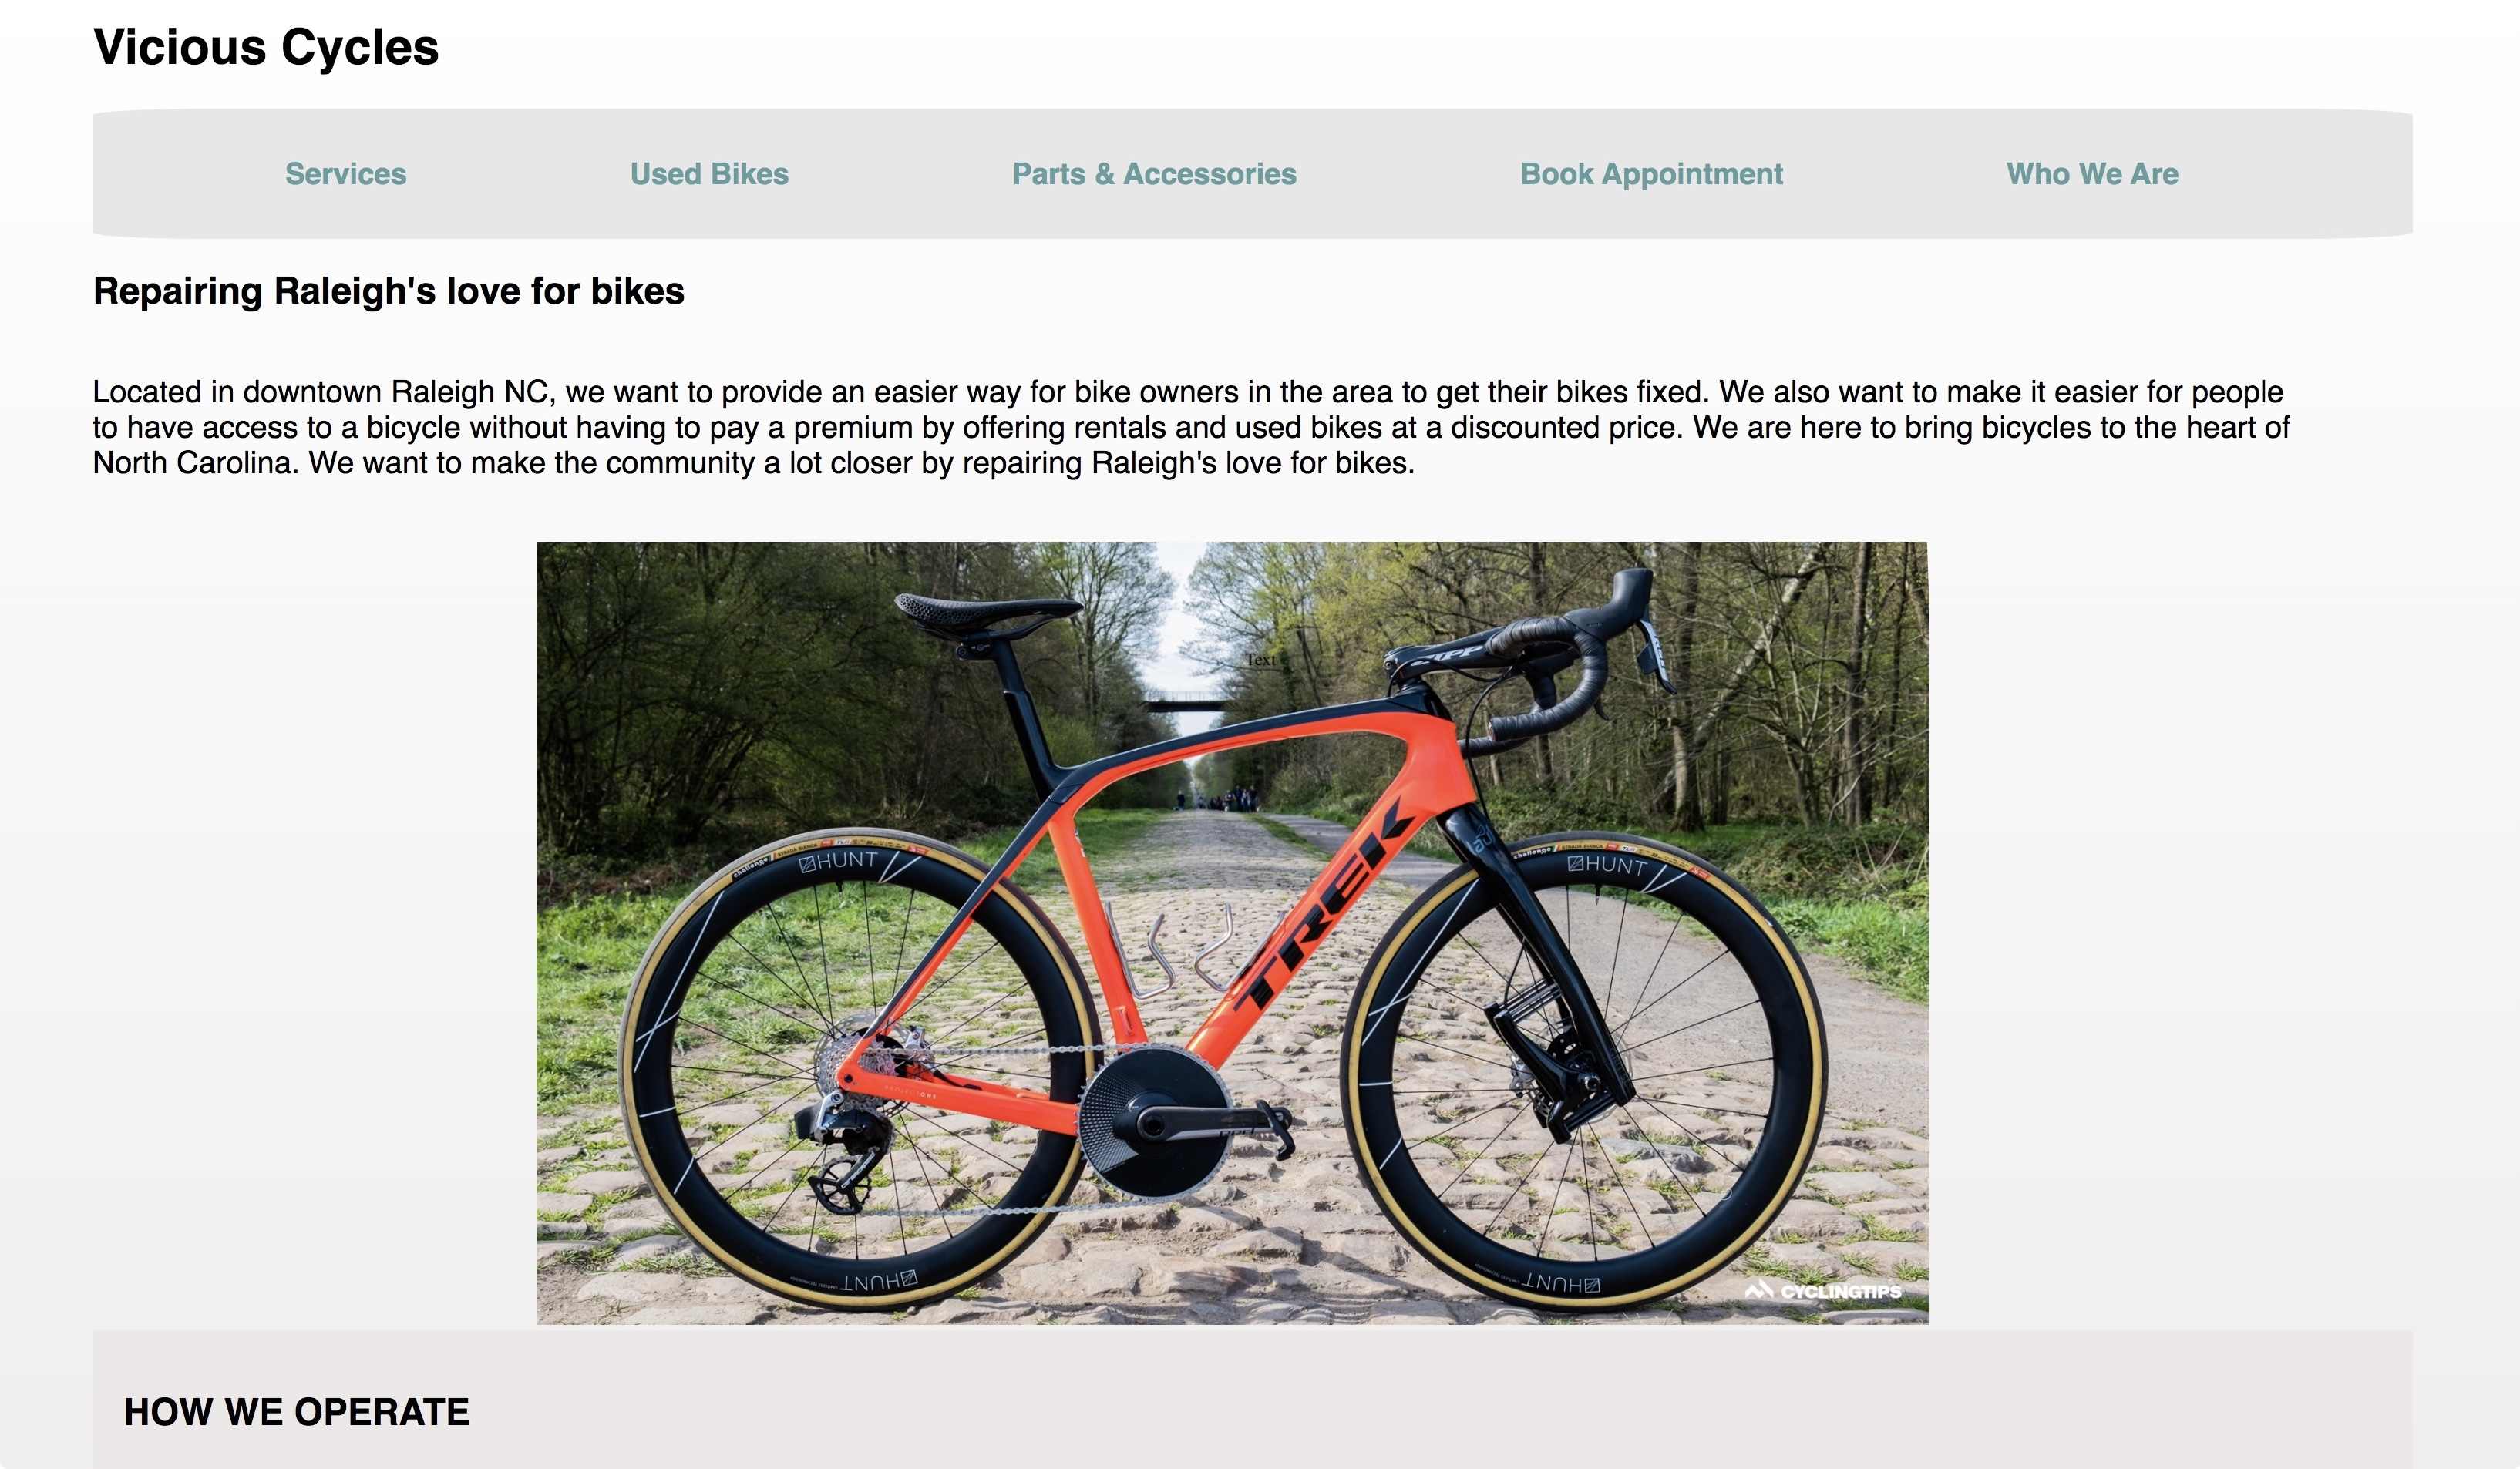 Vicious Cycles
Services Used Bikes Parts & Accessories Book Appointment Who We Are
Repairing Raleigh's love for bikes
Located in downtown Raleigh NC, we want to provide an easier way for bike owners in the area to get their bikes fixed. We also want to make it easier for people
to have access to a bicycle without having to pay a premium by offering rentals and used bikes at a discounted price. We are here to bring bicycles to the heart of
North Carolina. We want to make the community a lot closer by repairing Raleigh's love for bikes.
Text
ZIPP
TREK
challenge STRADA BIANCA
HUNT
challenge STRADA BIANCA
HUNT
HUNT
HUNT
CYCLINGTIPS
HOW WE OPERATE